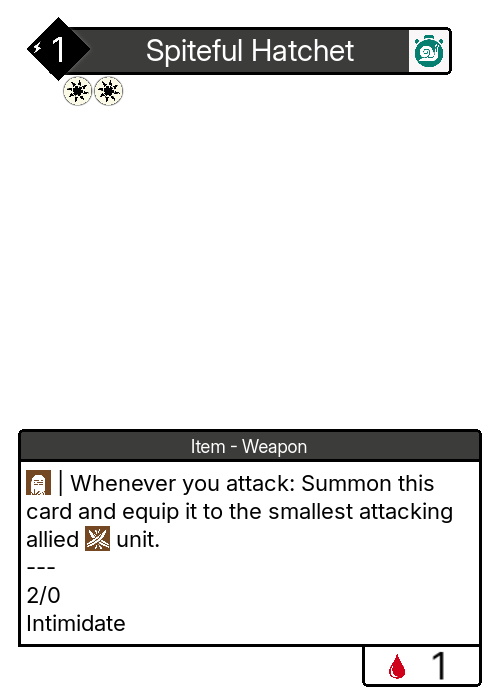 1 Spiteful Hatchet
Item - Weapon
| Whenever you attack: Summon this
card and equip it to the smallest attacking
allied unit.
---
2/0
Intimidate
1